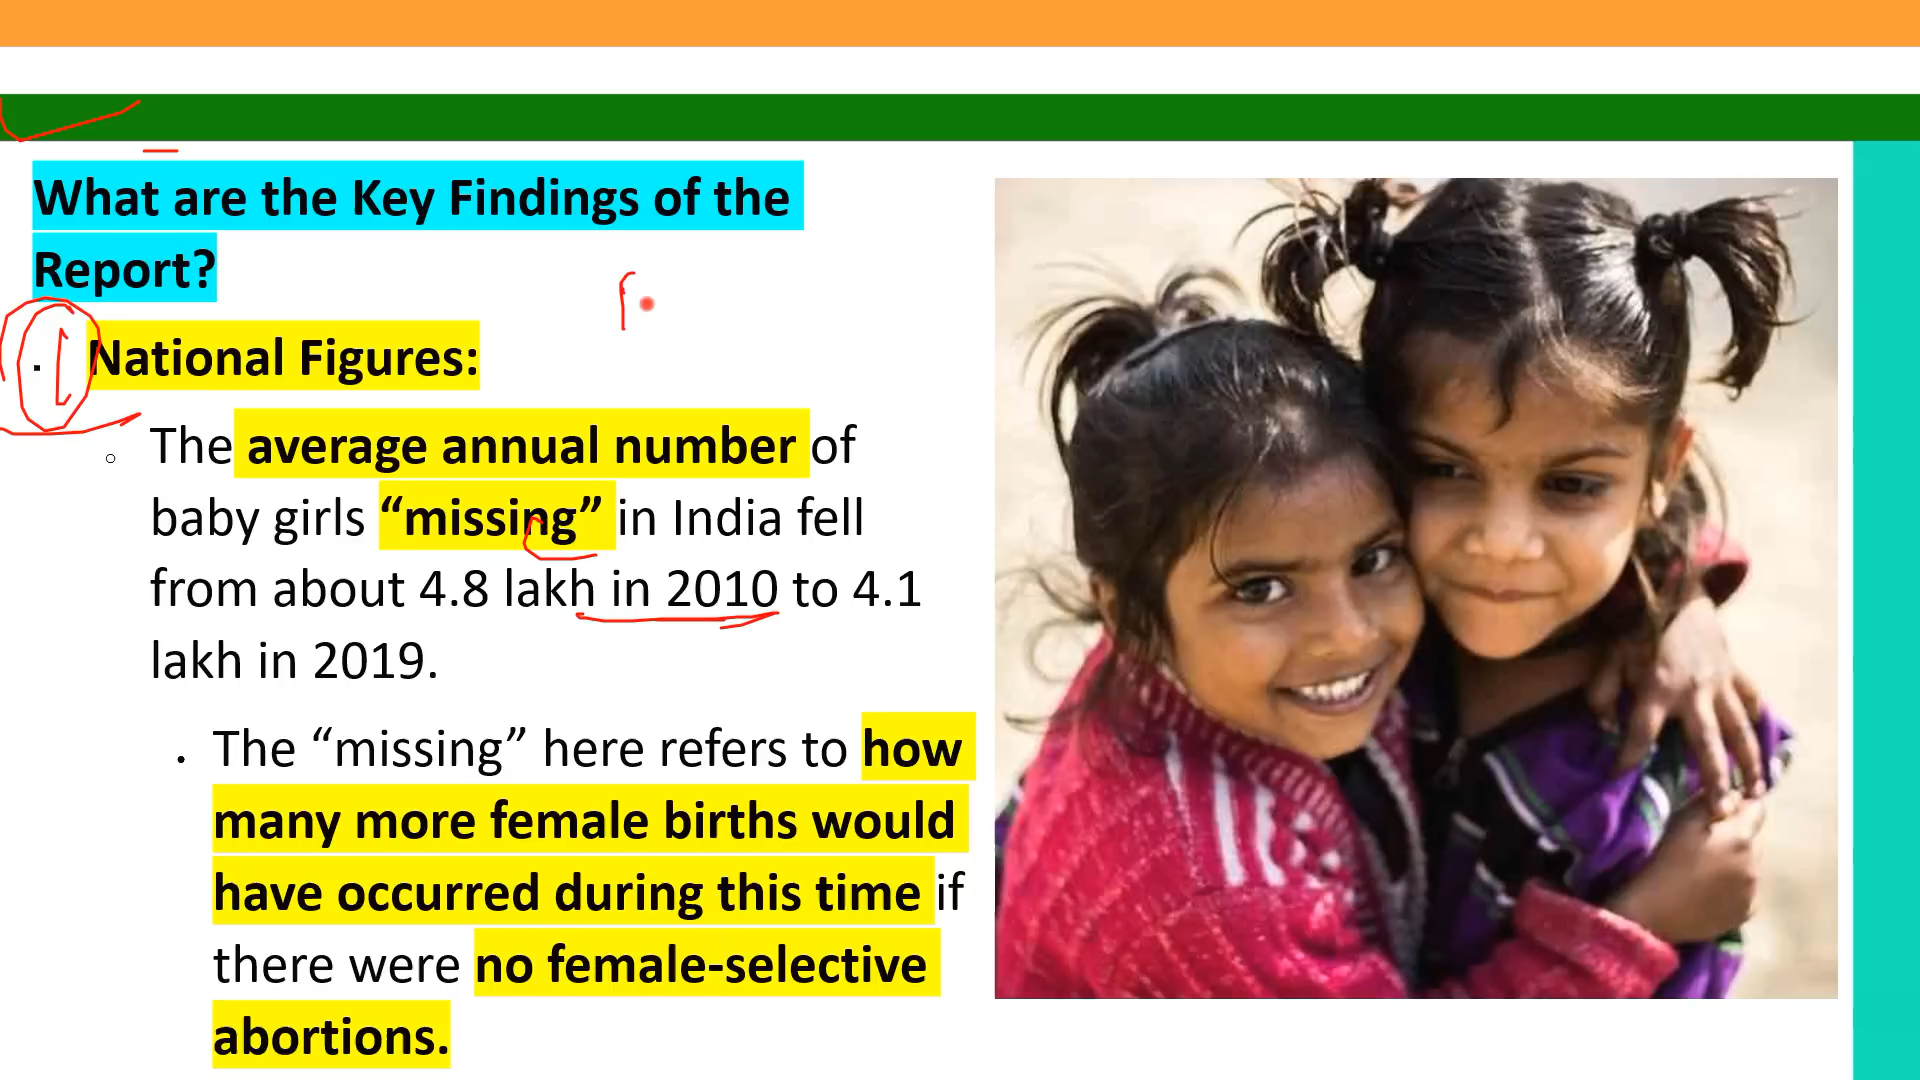 What are the Key Findings of the
Report?
1
National Figures:
The average annual number of
baby girls “missing” in India fell
from about 4.8 lakh in 2010 to 4.1
lakh in 2019.
The “missing” here refers to how
many more female births would
have occurred during this time if
there were no female-selective
abortions.